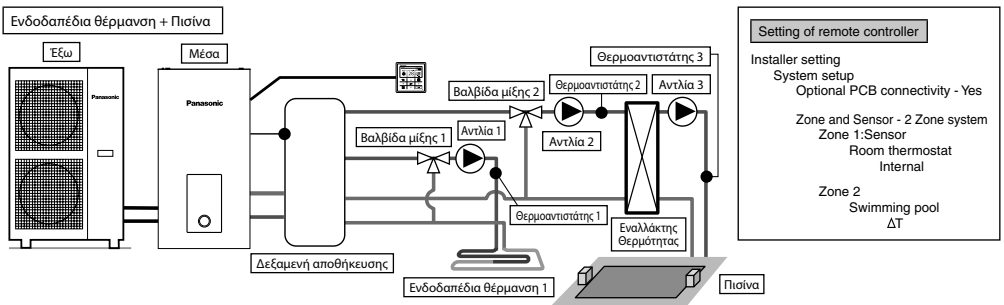 Ενδοδαπέδια θέρμανση + Πισίνα
Έξω
Μέσα
Panasonic
Panasonic
Θερμοαντιστάτης 3
Βαλβίδα μίξης 2
Θερμοαντιστάτης 2
Αντλία 3
Βαλβίδα μίξης 1
Αντλία 1
Αντλία 2
Θερμοαντιστάτης 1
Εναλλάκτης
Θερμότητας
Δεξαμενή αποθήκευσης
Ενδοδαπέδια θέρμανση 1
Πισίνα
Setting of remote controller
Installer setting
System setup
Optional PCB connectivity - Yes
Zone and Sensor - 2 Zone system
Zone 1:Sensor
Room thermostat
Internal
Zone 2
Swimming pool
ΔT